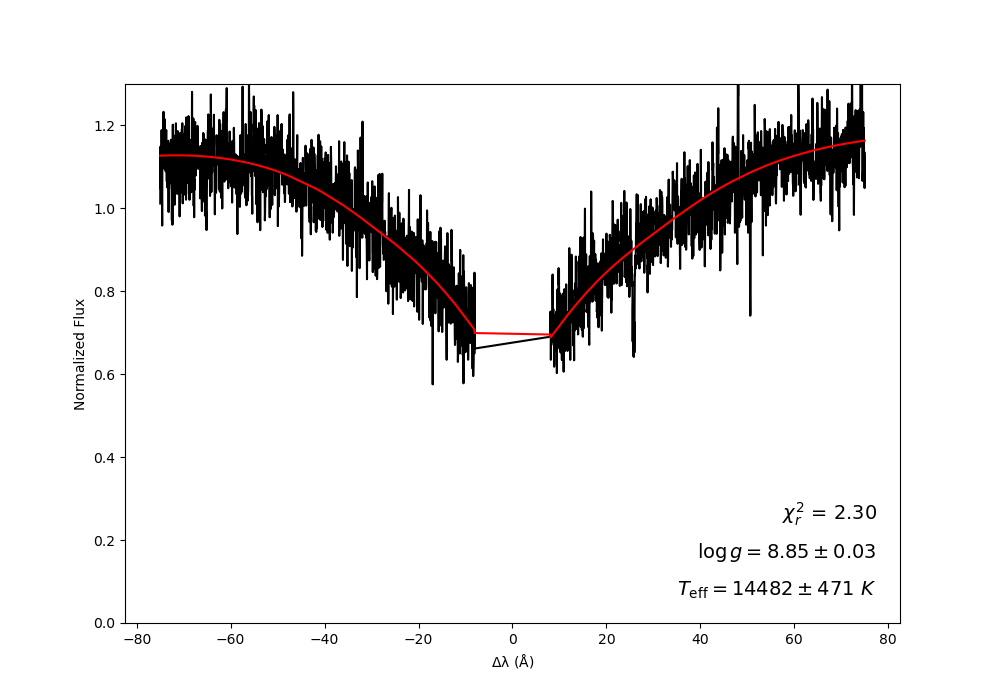 1.2
1.0
0.8
0.6
0.4
0.2
0.0
Normalized Flux
χ²ᵣ = 2.30
log g = 8.85 ± 0.03
T_eff = 14482 ± 471 K
−80 −60 −40 −20 0 20 40 60 80
Δλ (Å)